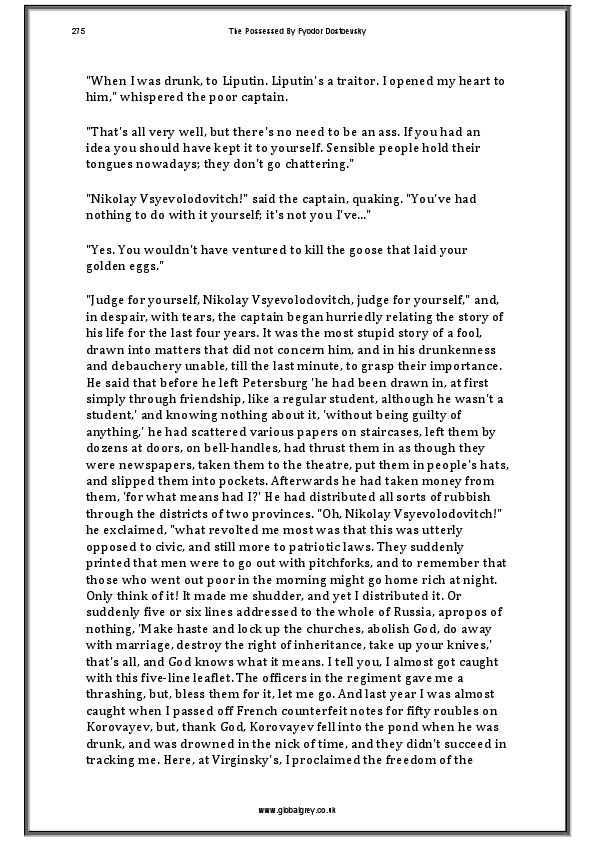 275
The Possessed By Fyodor Dostoevsky
"When I was drunk, to Liputin. Liputin's a traitor. I opened my heart to
him," whispered the poor captain.
"That's all very well, but there's no need to be an ass. If you had an
idea you should have kept it to yourself. Sensible people hold their
tongues nowadays; they don't go chattering."
"Nikolay Vsyevolodovitch!" said the captain, quaking. "You've had
nothing to do with it yourself; it's not you I've..."
"Yes. You wouldn't have ventured to kill the goose that laid your
golden eggs."
"Judge for yourself, Nikolay Vsyevolodovitch, judge for yourself," and,
in despair, with tears, the captain began hurriedly relating the story of
his life for the last four years. It was the most stupid story of a fool,
drawn into matters that did not concern him, and in his drunkenness
and debauchery unable, till the last minute, to grasp their importance.
He said that before he left Petersburg 'he had been drawn in, at first
simply through friendship, like a regular student, although he wasn't a
student,' and knowing nothing about it, 'without being guilty of
anything,' he had scattered various papers on staircases, left them by
dozens at doors, on bell-handles, had thrust them in as though they
were newspapers, taken them to the theatre, put them in people's hats,
and slipped them into pockets. Afterwards he had taken money from
them, 'for what means had I?' He had distributed all sorts of rubbish
through the districts of two provinces. "Oh, Nikolay Vsyevolodovitch!"
he exclaimed, "what revolted me most was that this was utterly
opposed to civic, and still more to patriotic laws. They suddenly
printed that men were to go out with pitchforks, and to remember that
those who went out poor in the morning might go home rich at night.
Only think of it! It made me shudder, and yet I distributed it. Or
suddenly five or six lines addressed to the whole of Russia, apropos of
nothing, 'Make haste and lock up the churches, abolish God, do away
with marriage, destroy the right of inheritance, take up your knives,'
that's all, and God knows what it means. I tell you, I almost got caught
with this five-line leaflet. The officers in the regiment gave me a
thrashing, but, bless them for it, let me go. And last year I was almost
caught when I passed off French counterfeit notes for fifty roubles on
Korovayev, but, thank God, Korovayev fell into the pond when he was
drunk, and was drowned in the nick of time, and they didn't succeed in
tracking me. Here, at Virginsky's, I proclaimed the freedom of the
www.globalgrey.co.uk